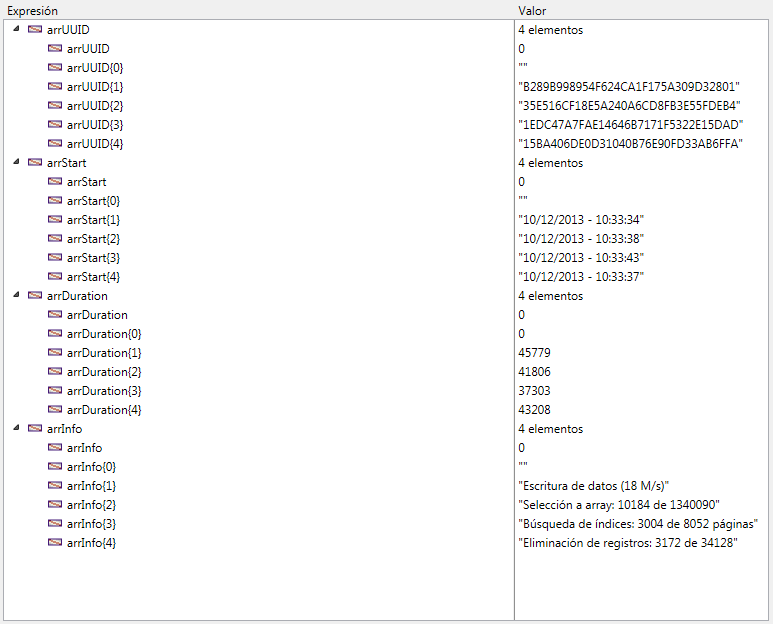 Expresión Valor
arrUUID 4 elementos
arrUUID 0
arrUUID{0} ""
arrUUID{1} "B289B998954F624CA1F175A309D32801"
arrUUID{2} "35E516CF18E5A240A6CD8FB3E55FDEB4"
arrUUID{3} "1EDC47A7FAE14646B7171F5322E15DAD"
arrUUID{4} "15BA406DE0D31040B76E90FD33AB6FFA"
arrStart 4 elementos
arrStart 0
arrStart{0} ""
arrStart{1} "10/12/2013 - 10:33:34"
arrStart{2} "10/12/2013 - 10:33:38"
arrStart{3} "10/12/2013 - 10:33:43"
arrStart{4} "10/12/2013 - 10:33:37"
arrDuration 4 elementos
arrDuration 0
arrDuration{0} 0
arrDuration{1} 45779
arrDuration{2} 41806
arrDuration{3} 37303
arrDuration{4} 43208
arrInfo 4 elementos
arrInfo 0
arrInfo{0} ""
arrInfo{1} "Escritura de datos (18 M/s)"
arrInfo{2} "Selección a array: 10184 de 1340090"
arrInfo{3} "Búsqueda de índices: 3004 de 8052 páginas"
arrInfo{4} "Eliminación de registros: 3172 de 34128"